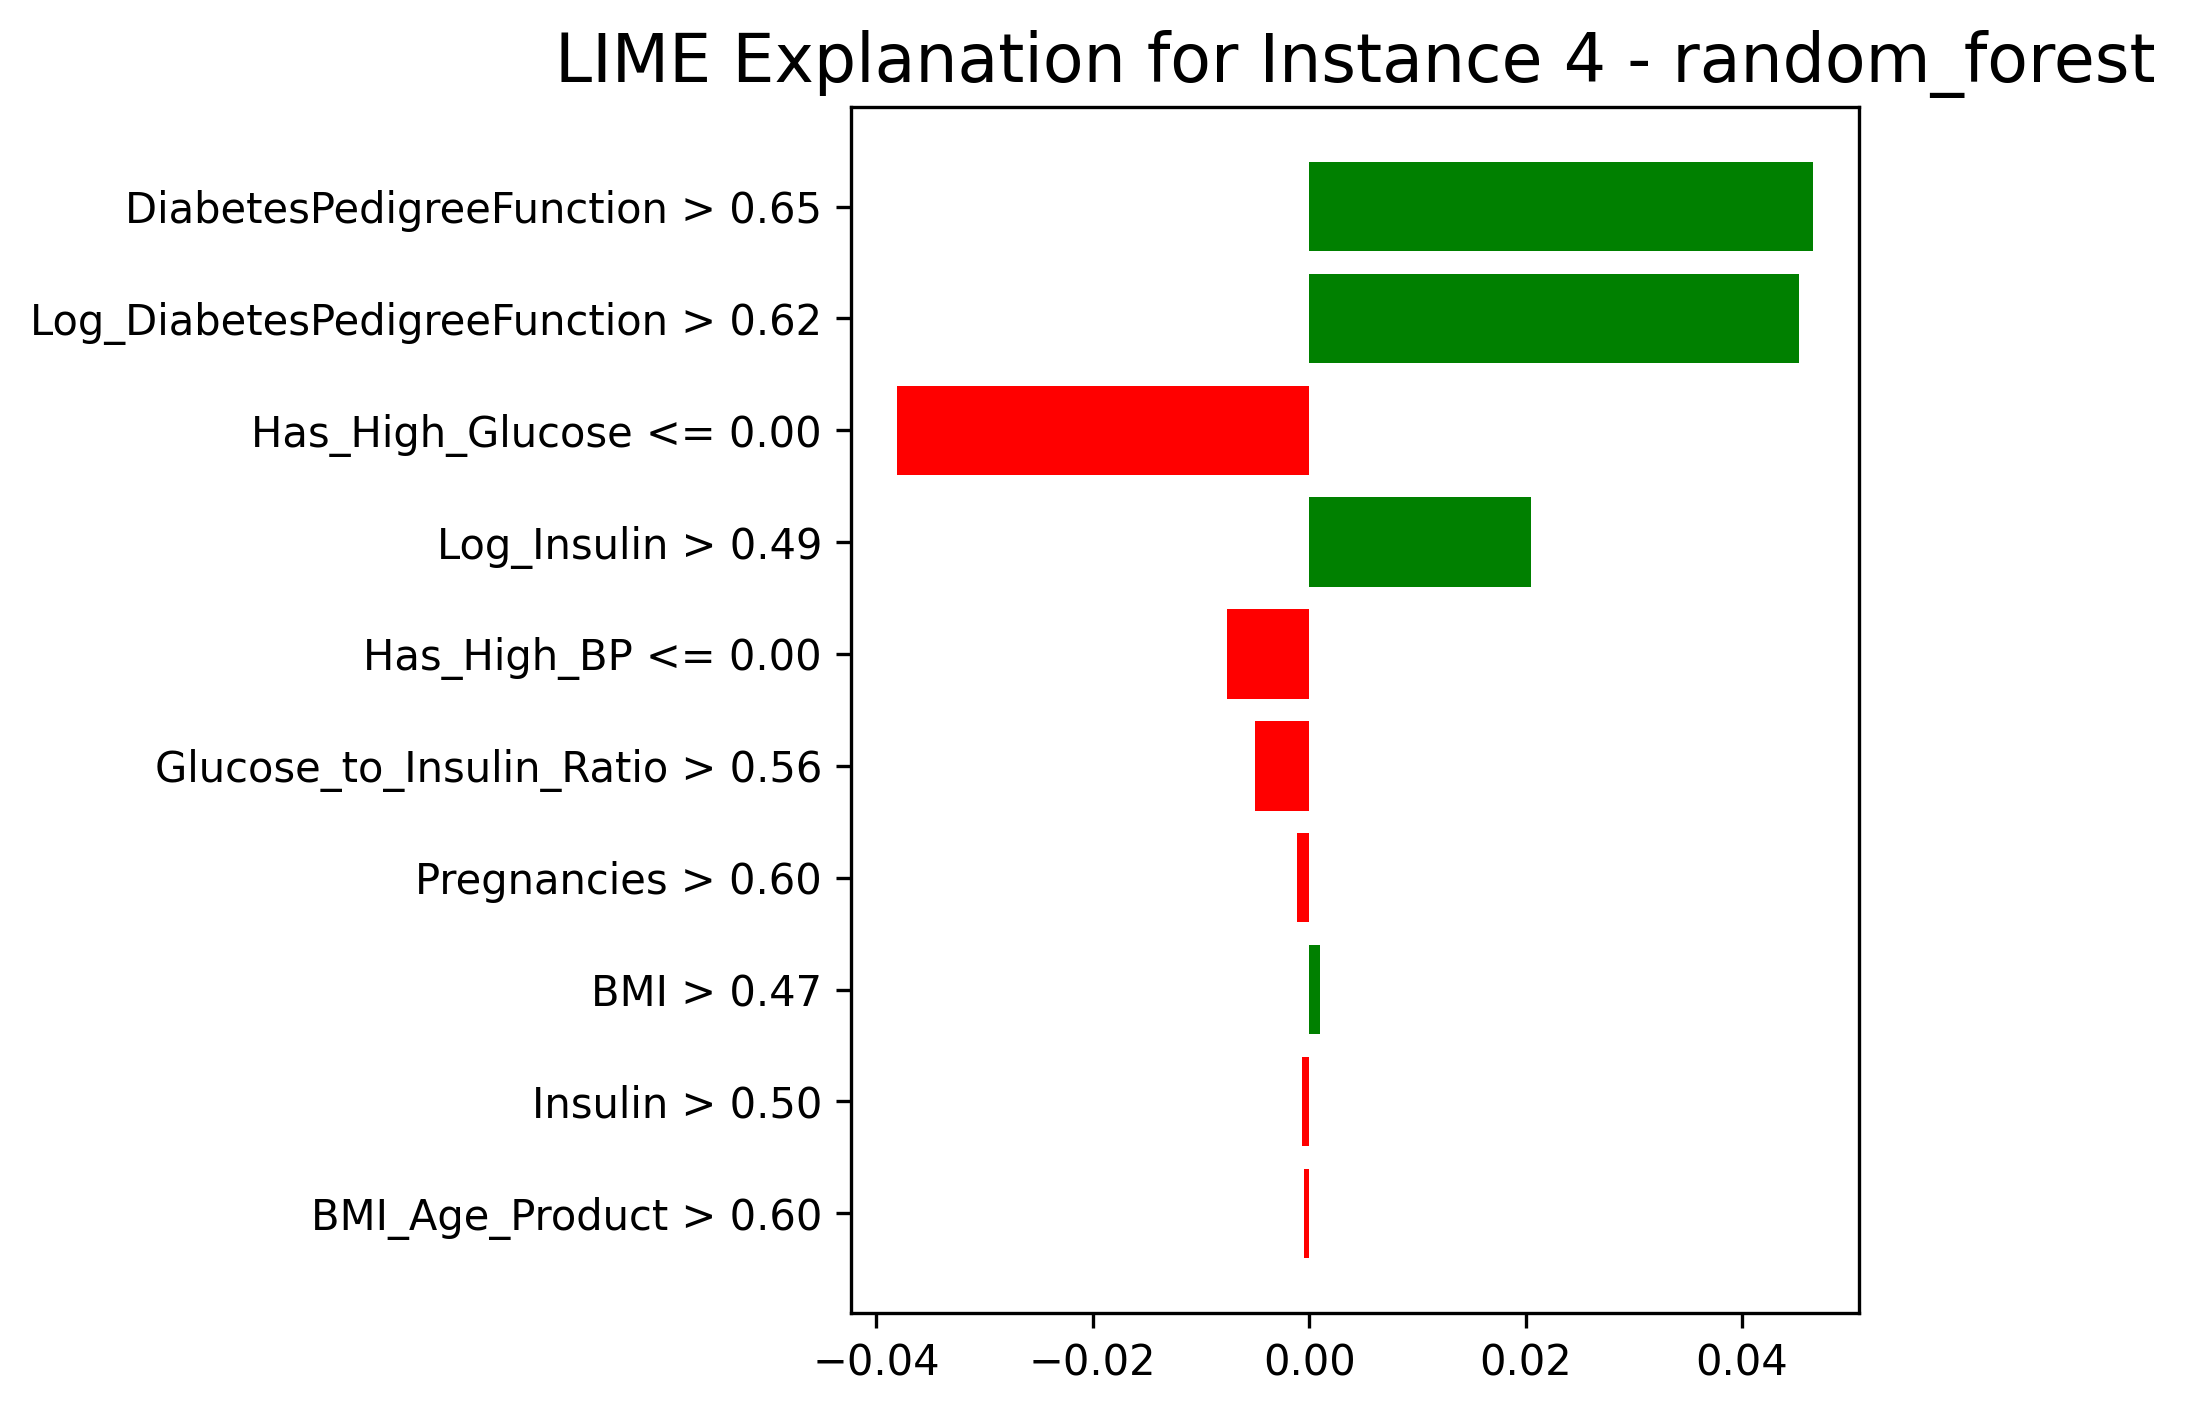 LIME Explanation for Instance 4 - random_forest
DiabetesPedigreeFunction > 0.65
Log_DiabetesPedigreeFunction > 0.62
Has_High_Glucose <= 0.00
Log_Insulin > 0.49
Has_High_BP <= 0.00
Glucose_to_Insulin_Ratio > 0.56
Pregnancies > 0.60
BMI > 0.47
Insulin > 0.50
BMI_Age_Product > 0.60
−0.04 −0.02 0.00 0.02 0.04